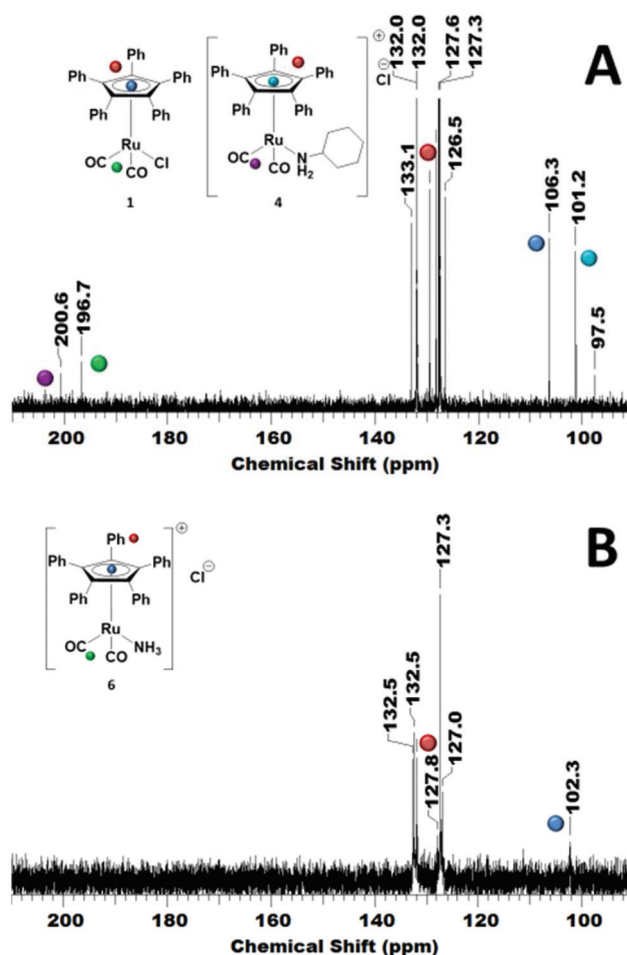 A
Ph Ph Ph Ph Ph
Ru
OC CO Cl
1
Ph Ph Ph Ph Ph
Ru
OC CO N H2
⊕
Cl⊖
4
200.6 196.7 133.1 132.0 132.0 127.6 127.3 126.5 106.3 101.2 97.5
200 180 160 140 120 100
Chemical Shift (ppm)
B
Ph Ph Ph Ph Ph
Ru
OC CO NH3
⊕
Cl⊖
6
132.5 132.5 127.8 127.3 127.0 102.3
200 180 160 140 120 100
Chemical Shift (ppm)